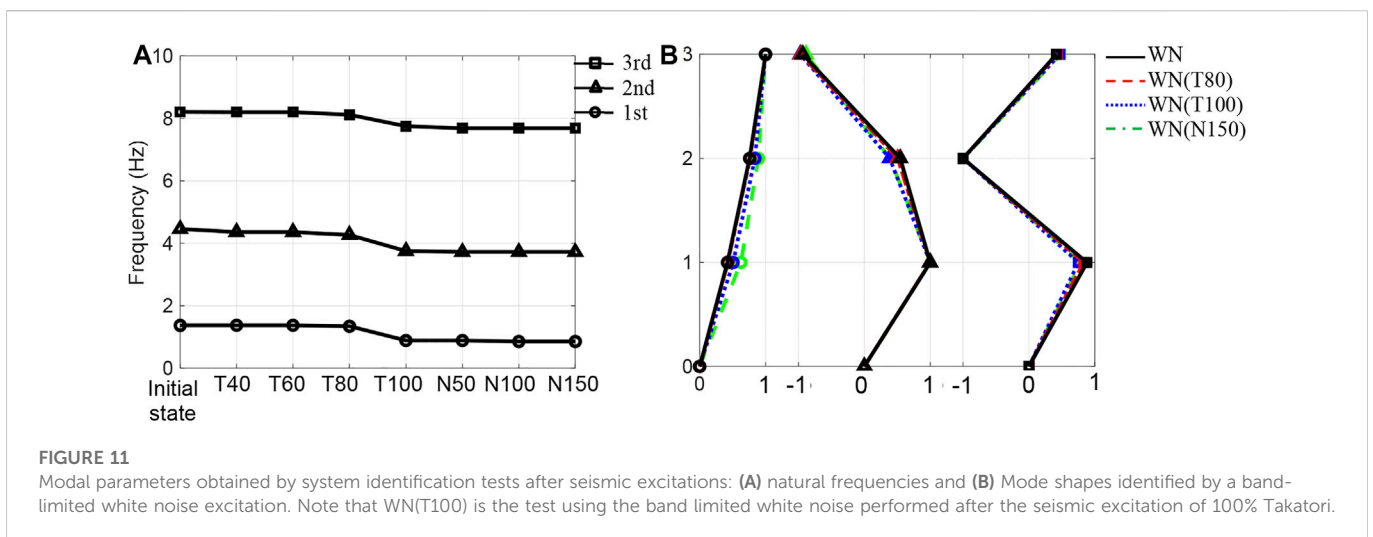 A
10
8
6
4
2
0
Frequency (Hz)
Initial state
T40
T60
T80
T100
N50
N100
N150
3rd
2nd
1st
B
3
2
1
0
0
1
-1
0
1
-1
0
1
WN
WN(T80)
WN(T100)
WN(N150)
FIGURE 11
Modal parameters obtained by system identification tests after seismic excitations: (A) natural frequencies and (B) Mode shapes identified by a band-
limited white noise excitation. Note that WN(T100) is the test using the band limited white noise performed after the seismic excitation of 100% Takatori.